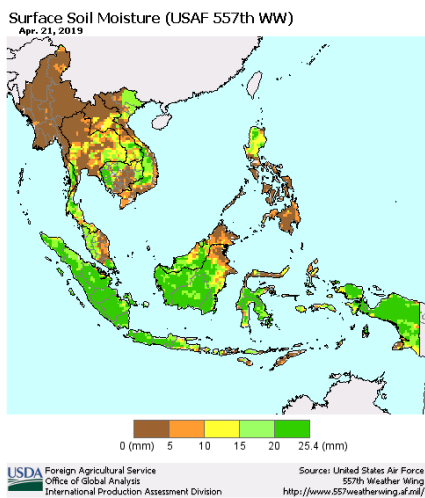 Surface Soil Moisture (USAF 557th WW)
Apr. 21, 2019
0 (mm) 5 10 15 20 25.4 (mm)
USDA Foreign Agricultural Service
Office of Global Analysis
International Production Assessment Division
Source: United States Air Force
557th Weather Wing
http://www.557weatherwing.af.mil/